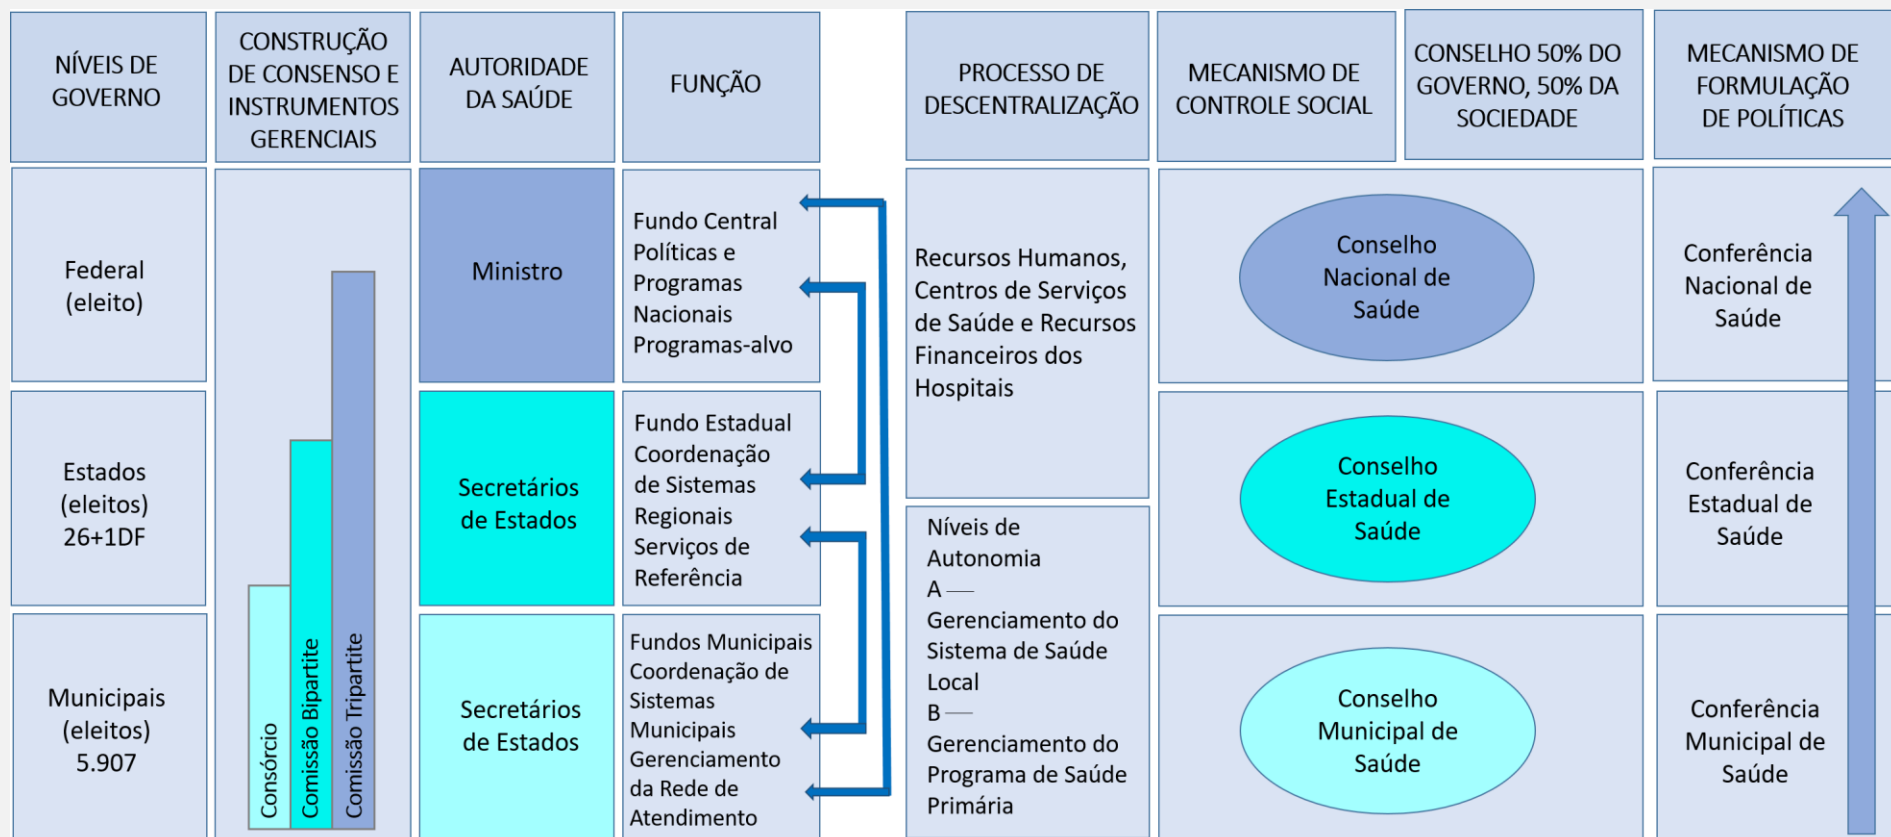 NÍVEIS DE
GOVERNO
CONSTRUÇÃO
DE CONSENSO E
INSTRUMENTOS
GERENCIAIS
AUTORIDADE
DA SAÚDE
FUNÇÃO
PROCESSO DE
DESCENTRALIZAÇÃO
MECANISMO DE
CONTROLE SOCIAL
CONSELHO 50% DO
GOVERNO, 50% DA
SOCIEDADE
MECANISMO DE
FORMULAÇÃO
DE POLÍTICAS
Federal
(eleito)
Ministro
Fundo Central
Políticas e
Programas
Nacionais
Programas-alvo
Recursos Humanos,
Centros de Serviços
de Saúde e Recursos
Financeiros dos
Hospitais
Conselho
Nacional de
Saúde
Conferência
Nacional de
Saúde
Estados
(eleitos)
26+1DF
Secretários
de Estados
Fundo Estadual
Coordenação
de Sistemas
Regionais
Serviços de
Referência
Conselho
Estadual de
Saúde
Conferência
Estadual de
Saúde
Municipais
(eleitos)
5.907
Consórcio
Comissão Bipartite
Comissão Tripartite
Secretários
de Estados
Fundos Municipais
Coordenação de
Sistemas
Municipais
Gerenciamento
da Rede de
Atendimento
Níveis de
Autonomia
A —
Gerenciamento do
Sistema de Saúde
Local
B —
Gerenciamento do
Programa de Saúde
Primária
Conselho
Municipal de
Saúde
Conferência
Municipal de
Saúde